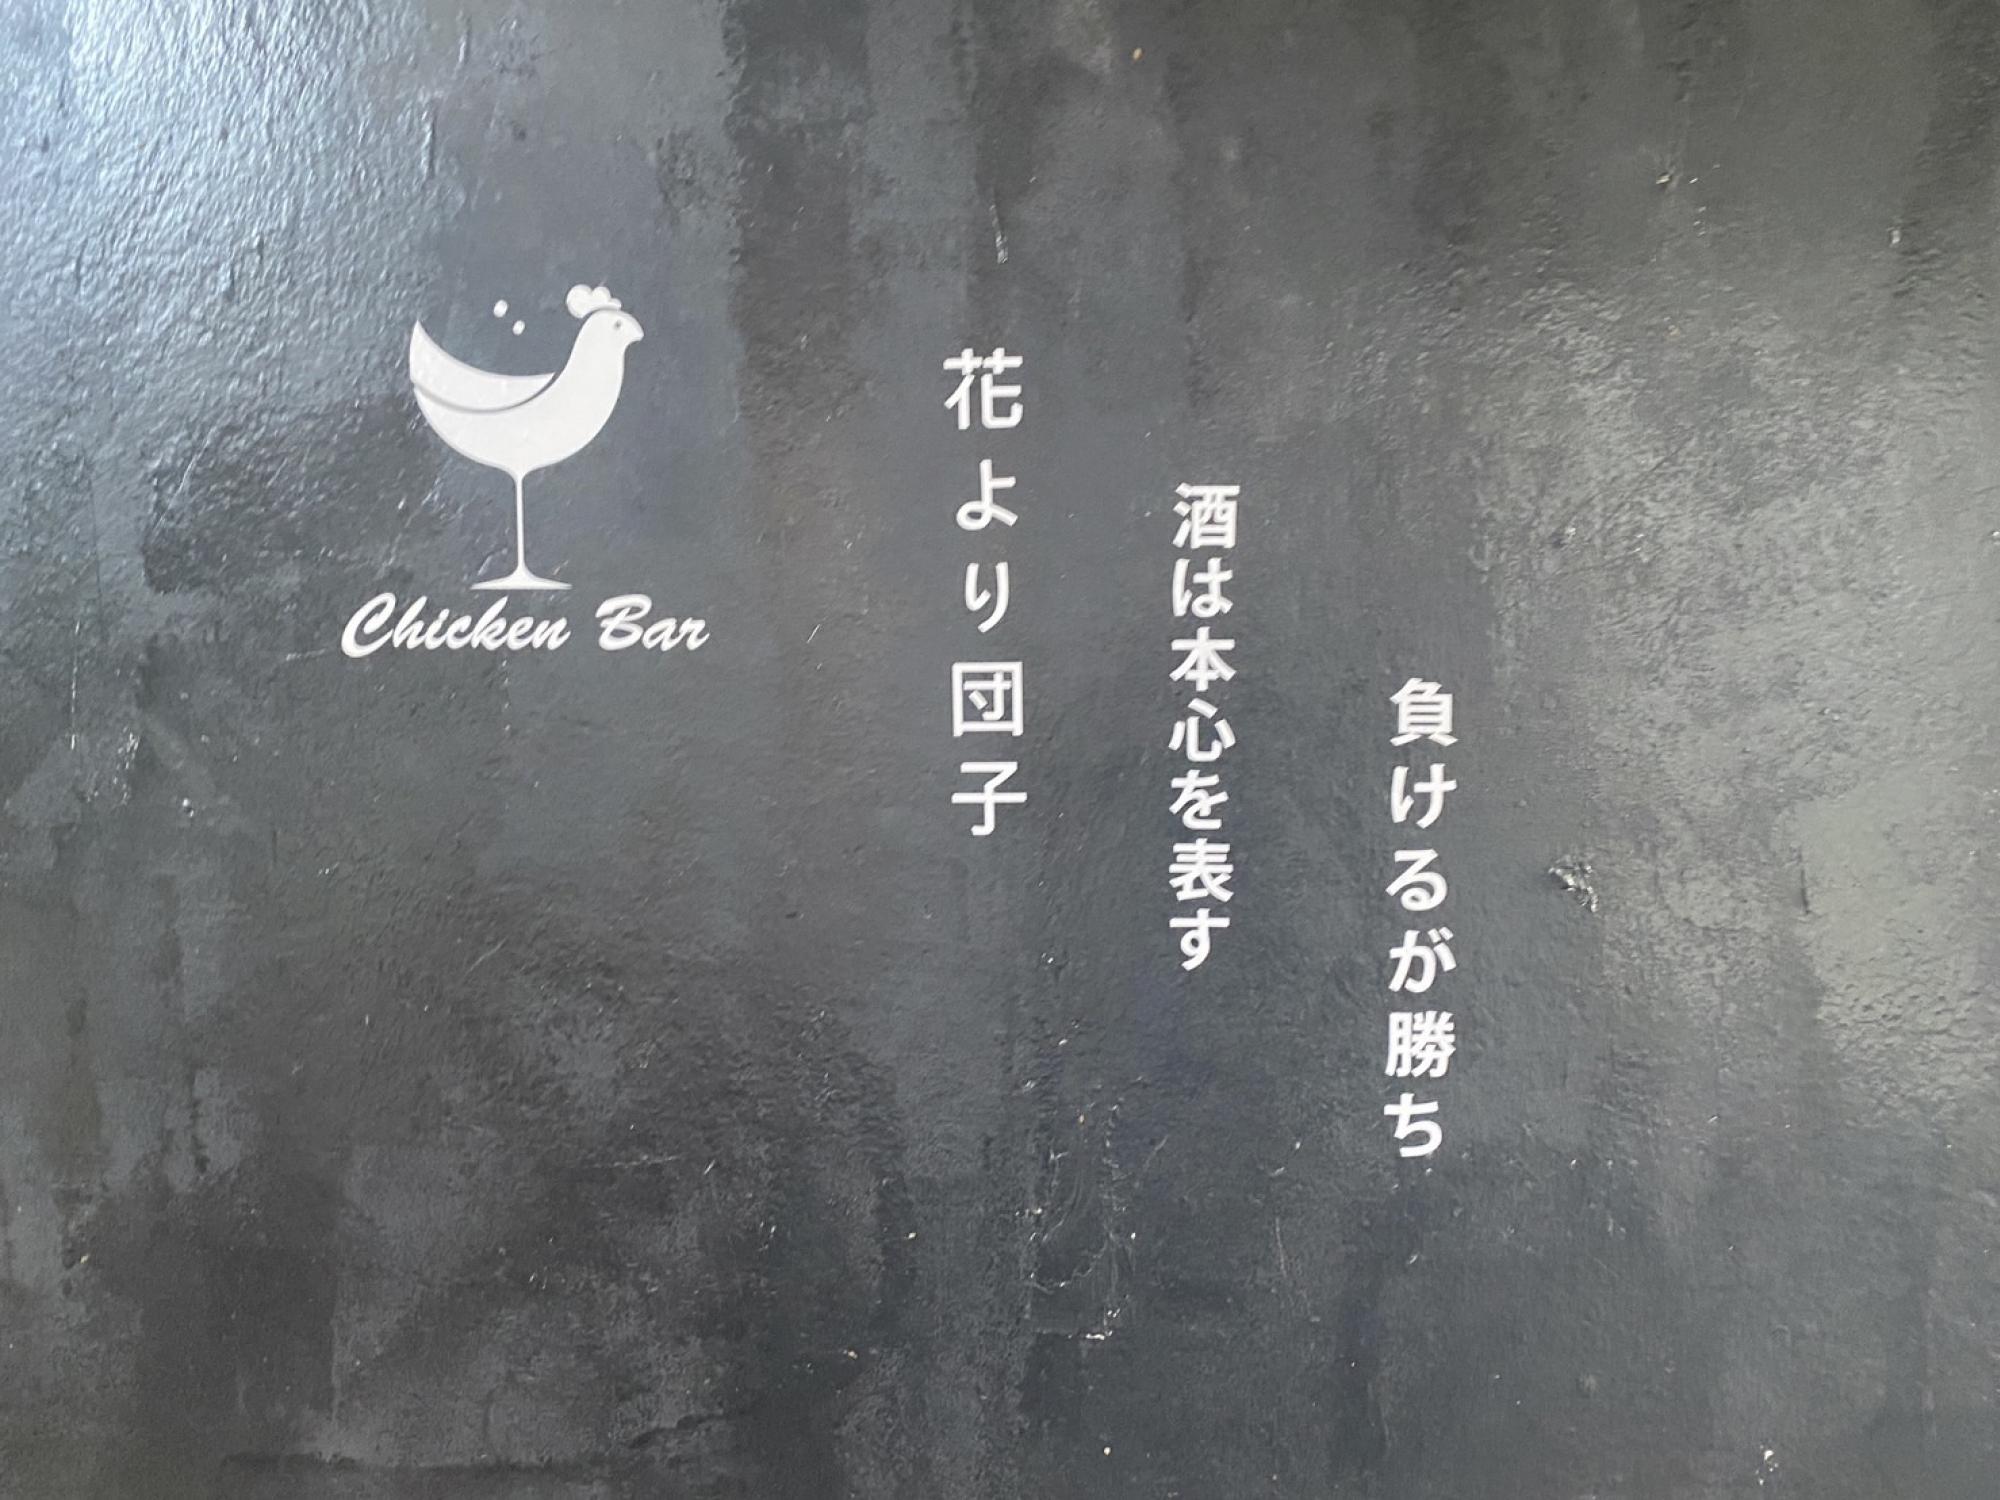 Chicken Bar
花より団子
酒は本心を表す
負けるが勝ち